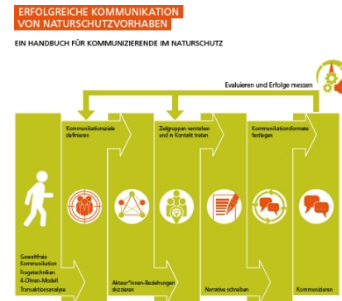 ERFOLGREICHE KOMMUNIKATION
VON NATURSCHUTZVORHABEN
EIN HANDBUCH FÜR KOMMUNIZIERENDE IM NATURSCHUTZ
Evaluieren und Erfolge messen
Kommunikationsziele
definieren
Zielgruppen verstehen
und in Kontakt treten
Kommunikationsformate
festlegen
Gewaltfreie
Kommunikation
Fragetechniken
4-Ohren-Modell
Transaktionsanalyse
Akteur*innen-Beziehungen
skizzieren
Narrative schreiben
Kommunizieren